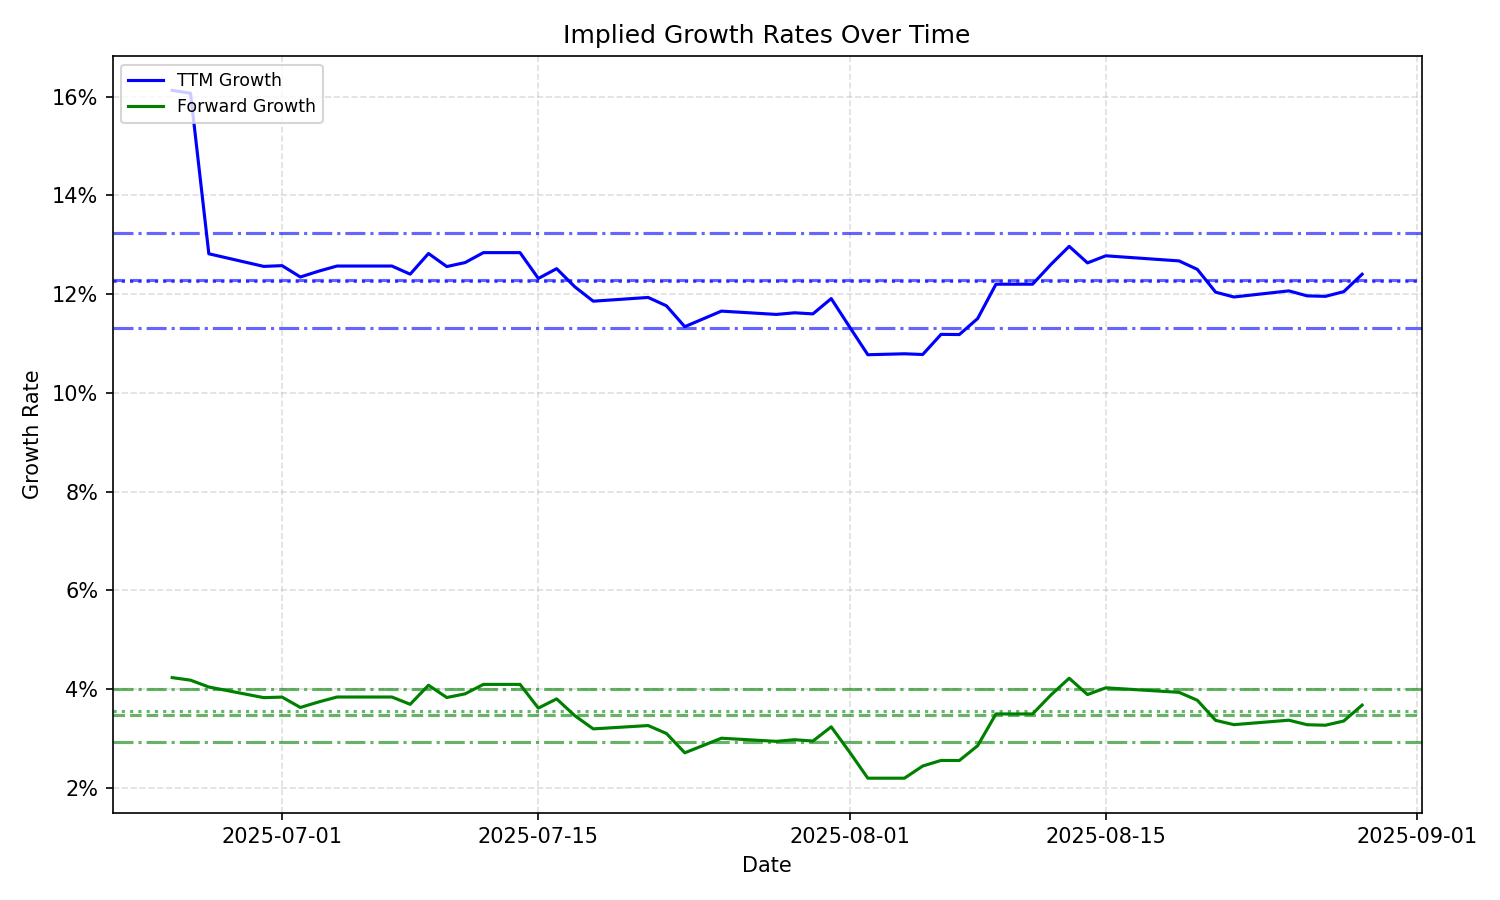 Implied Growth Rates Over Time
TTM Growth
Forward Growth
16%
14%
12%
10%
8%
6%
4%
2%
Growth Rate
2025-07-01
2025-07-15
2025-08-01
2025-08-15
2025-09-01
Date